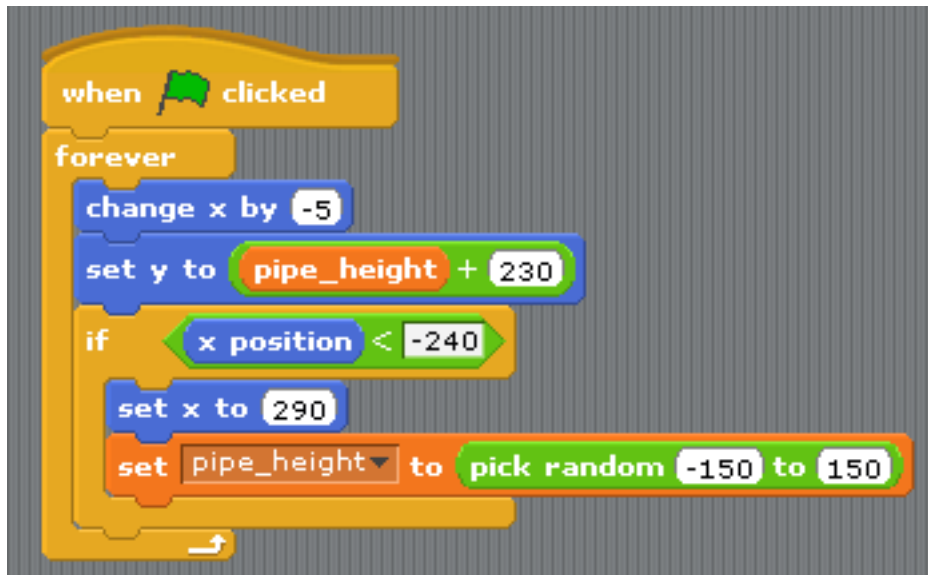 when clicked
forever
change x by -5
set y to pipe_height + 230
if x position < -240
set x to 290
set pipe_height to pick random -150 to 150